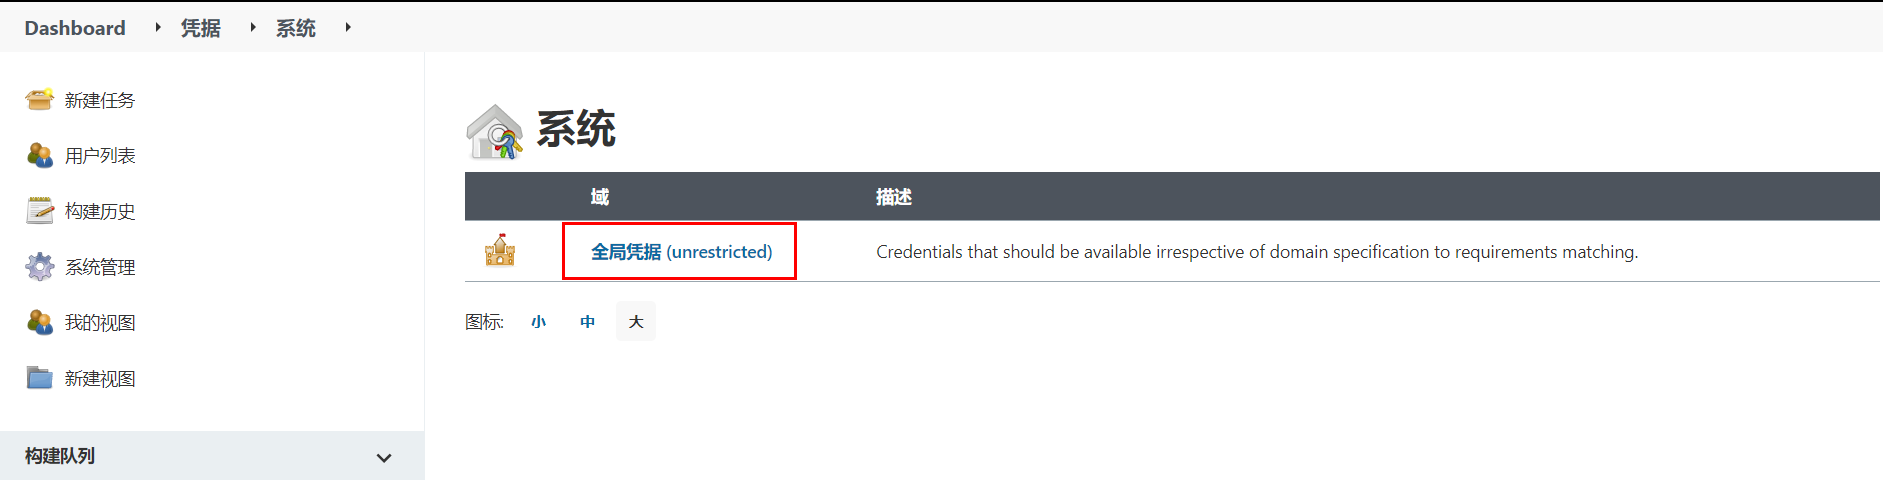 Dashboard 凭据 系统
新建任务
用户列表
构建历史
系统管理
我的视图
新建视图
构建队列
系统
域 描述
全局凭据 (unrestricted) Credentials that should be available irrespective of domain specification to requirements matching.
图标: 小 中 大